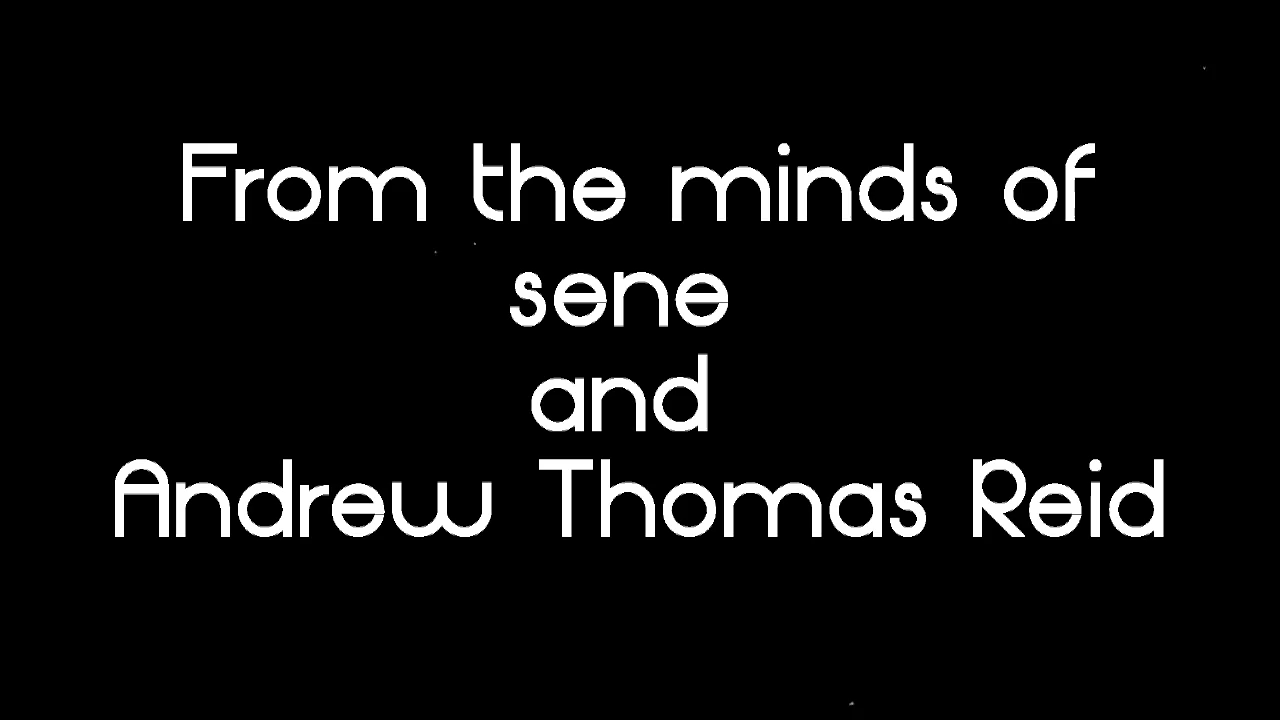 From the minds of
sene
and
Andrew Thomas Reid